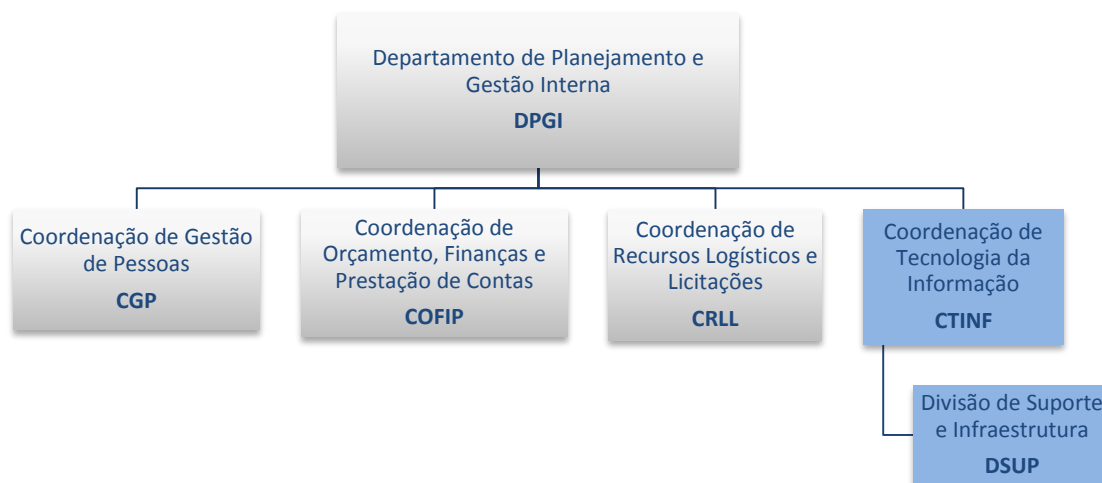 Departamento de Planejamento e
Gestão Interna
DPGI
Coordenação de Gestão
de Pessoas
CGP
Coordenação de
Orçamento, Finanças e
Prestação de Contas
COFIP
Coordenação de
Recursos Logísticos e
Licitações
CRLL
Coordenação de
Tecnologia da
Informação
CTINF
Divisão de Suporte
e Infraestrutura
DSUP